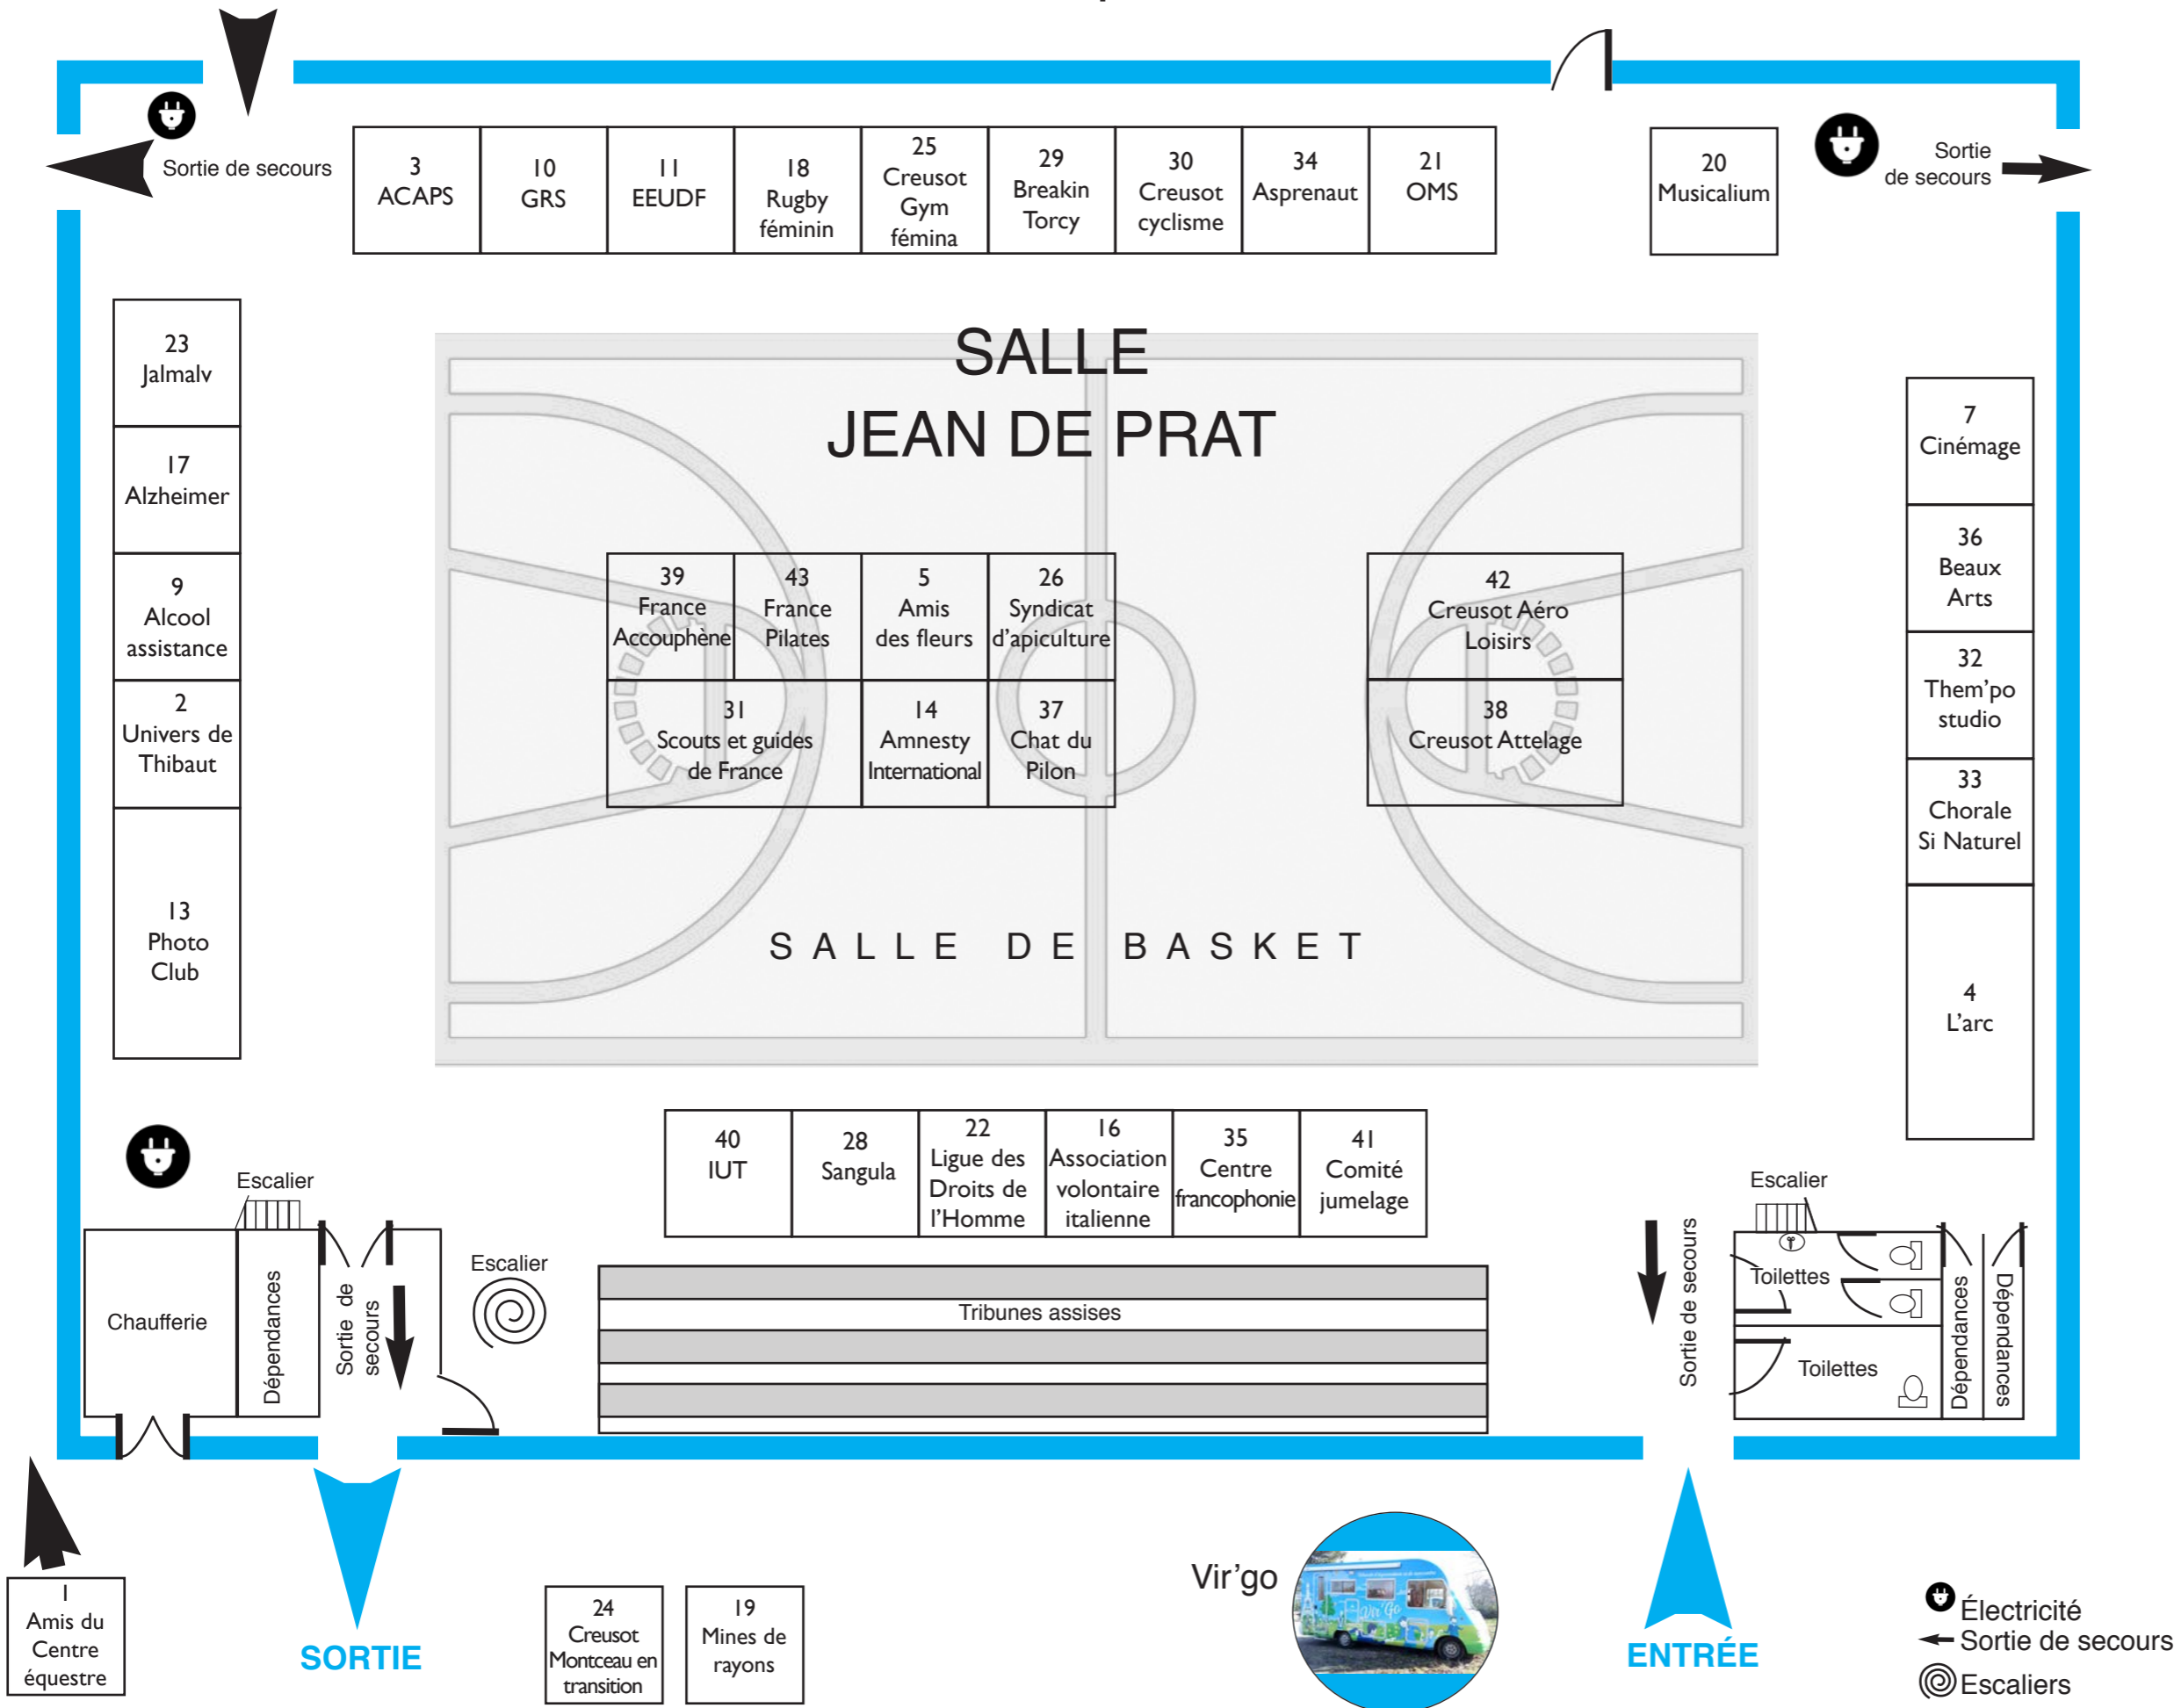 Sortie de secours
3
ACAPS
10
GRS
11
EEUDF
18
Rugby
féminin
25
Creusot
Gym
fémina
29
Breakin
Torcy
30
Creusot
cyclisme
34
Asprenaut
21
OMS
20
Musicalium
Sortie
de secours
23
Jalmalv
17
Alzheimer
9
Alcool
assistance
2
Univers de
Thibaut
13
Photo
Club
SALLE
JEAN DE PRAT
39
France
Accouphène
43
France
Pilates
5
Amis
des fleurs
26
Syndicat
d'apiculture
31
Scouts et guides
de France
14
Amnesty
International
37
Chat du
Pilon
42
Creusot Aéro
Loisirs
38
Creusot Attelage
SALLE DE BASKET
7
Cinémage
36
Beaux
Arts
32
Them'po
studio
33
Chorale
Si Naturel
4
L'arc
40
IUT
28
Sangula
22
Ligue des
Droits de
l'Homme
16
Association
volontaire
italienne
35
Centre
francophonie
41
Comité
jumelage
Escalier
Chaufferie
Dépendances
Sortie de
secours
Escalier
Tribunes assises
Sortie de secours
Escalier
Toilettes
Toilettes
Dépendances
Dépendances
1
Amis du
Centre
équestre
SORTIE
24
Creusot
Montceau en
transition
19
Mines de
rayons
Vir'go
Vir'Go
ENTRÉE
Électricité
Sortie de secours
Escaliers